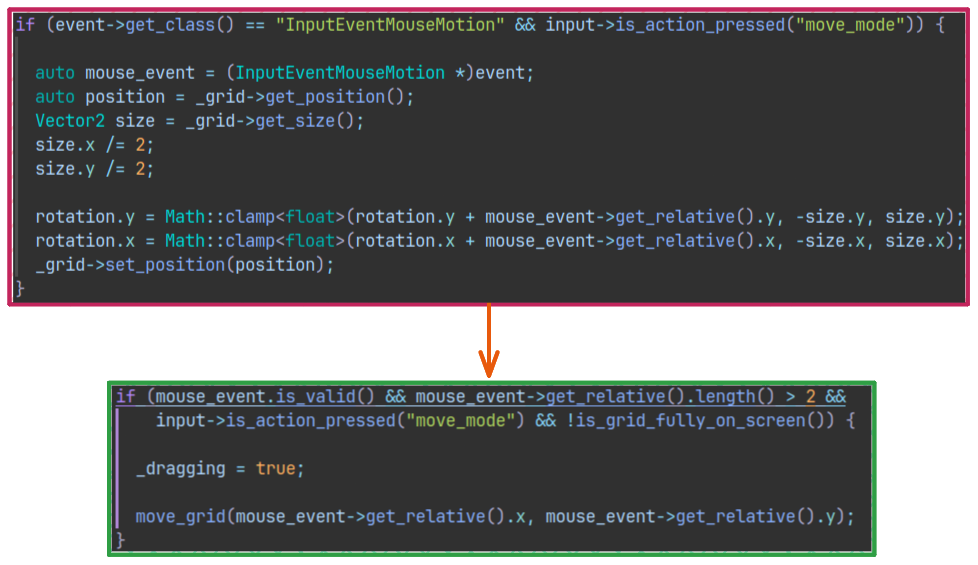 if (event->get_class() == "InputEventMouseMotion" && input->is_action_pressed("move_mode")) {
auto mouse_event = (InputEventMouseMotion *)event;
auto position = _grid->get_position();
Vector2 size = _grid->get_size();
size.x /= 2;
size.y /= 2;
rotation.y = Math::clamp<float>(rotation.y + mouse_event->get_relative().y, -size.y, size.y);
rotation.x = Math::clamp<float>(rotation.x + mouse_event->get_relative().x, -size.x, size.x);
_grid->set_position(position);
}
if (mouse_event.is_valid() && mouse_event->get_relative().length() > 2 &&
input->is_action_pressed("move_mode") && !is_grid_fully_on_screen()) {
_dragging = true;
move_grid(mouse_event->get_relative().x, mouse_event->get_relative().y);
}